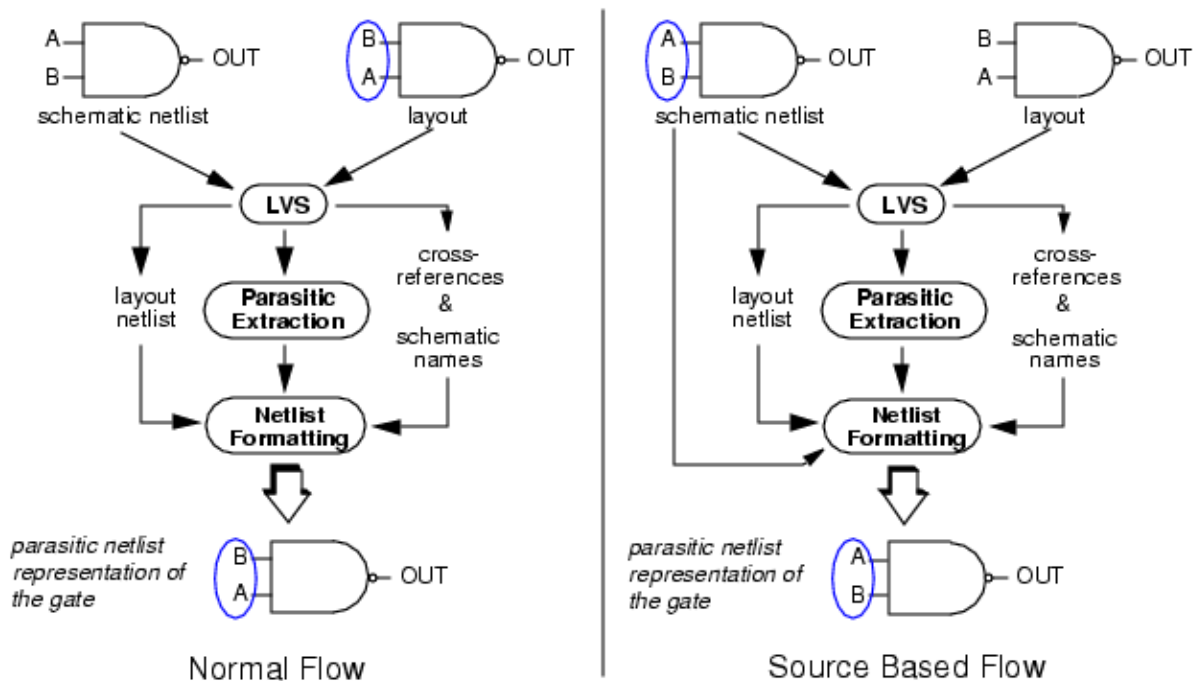 A
B
OUT
schematic netlist
B
A
OUT
layout
LVS
layout
netlist
Parasitic
Extraction
cross-
references
&
schematic
names
Netlist
Formatting
parasitic netlist
representation of
the gate
B
A
OUT
Normal Flow
A
B
OUT
schematic netlist
B
A
OUT
layout
LVS
layout
netlist
Parasitic
Extraction
cross-
references
&
schematic
names
Netlist
Formatting
parasitic netlist
representation of
the gate
A
B
OUT
Source Based Flow